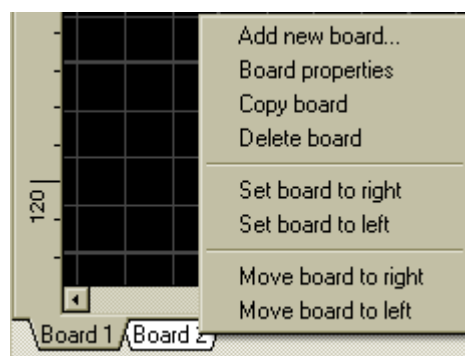 Add new board...
Board properties
Copy board
Delete board
Set board to right
Set board to left
Move board to right
Move board to left
120
Board 1
Board 2